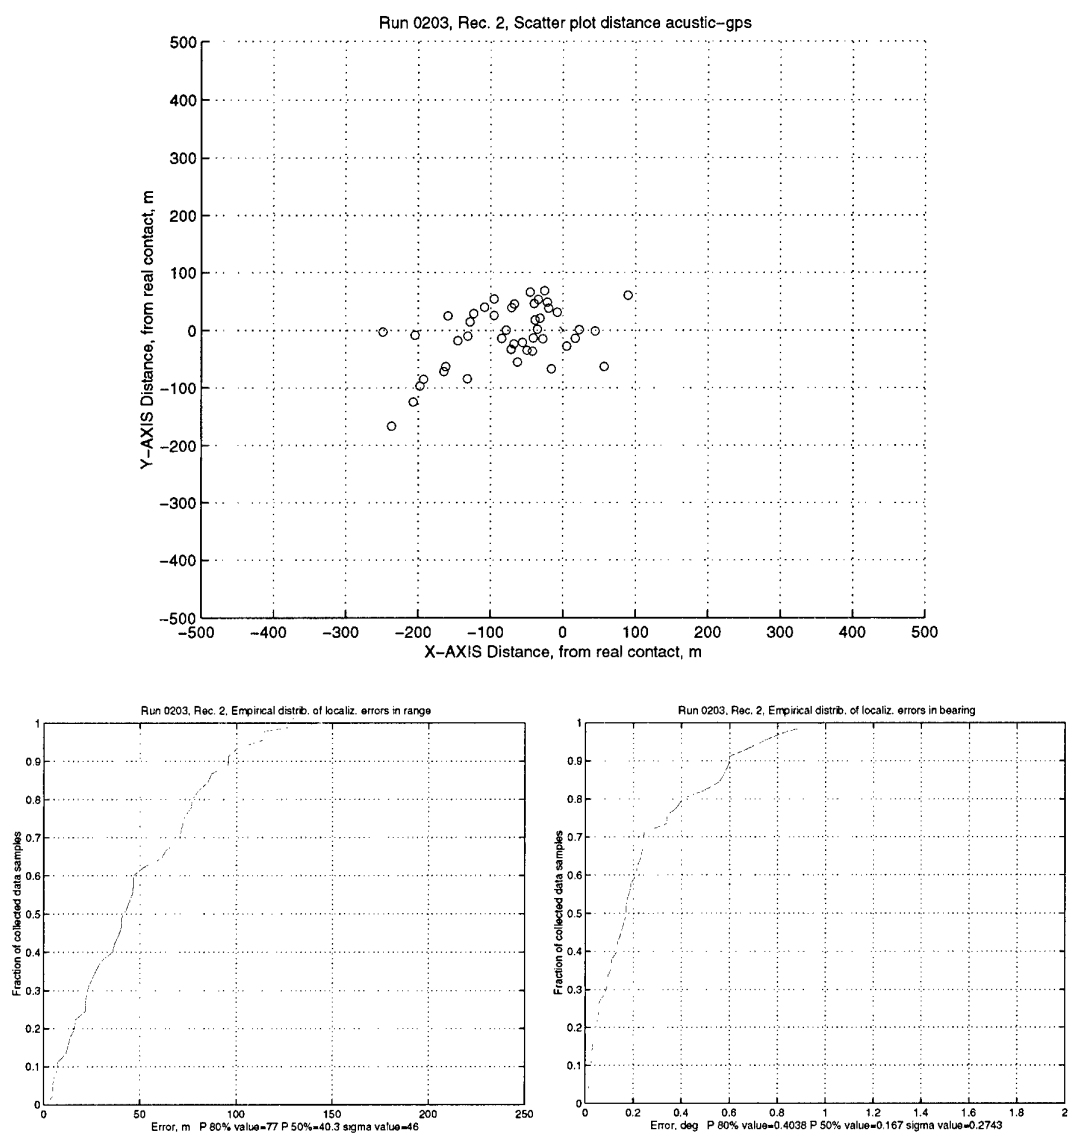 Run 0203, Rec. 2, Scatter plot distance acustic-gps
500
400
300
200
100
0
-100
-200
-300
-400
-500
Y-AXIS Distance, from real contact, m
-500 -400 -300 -200 -100 0 100 200 300 400 500
X-AXIS Distance, from real contact, m
Run 0203, Rec. 2, Empirical distrib. of localiz. errors in range
1
0.9
0.8
0.7
0.6
0.5
0.4
0.3
0.2
0.1
0
Fraction of collected data samples
0 50 100 150 200 250
Error, m P 80% value=77 P 50%=40.3 sigma value=46
Run 0203, Rec. 2, Empirical distrib. of localiz. errors in bearing
1
0.9
0.8
0.7
0.6
0.5
0.4
0.3
0.2
0.1
0
Fraction of collected data samples
0 0.2 0.4 0.6 0.8 1 1.2 1.4 1.6 1.8 2
Error, deg P 80% value=0.4038 P 50% value=0.167 sigma value=0.2743